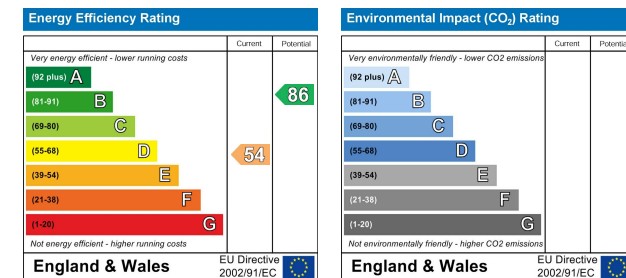 Energy Efficiency Rating
Current Potential
Very energy efficient - lower running costs
(92 plus) A
(81-91) B
(69-80) C
(55-68) D
(39-54) E
(21-38) F
(1-20) G
86
54
Not energy efficient - higher running costs
England & Wales
EU Directive
2002/91/EC
Environmental Impact (CO₂) Rating
Current Potential
Very environmentally friendly - lower CO2 emissions
(92 plus) A
(81-91) B
(69-80) C
(55-68) D
(39-54) E
(21-38) F
(1-20) G
Not environmentally friendly - higher CO2 emissions
England & Wales
EU Directive
2002/91/EC